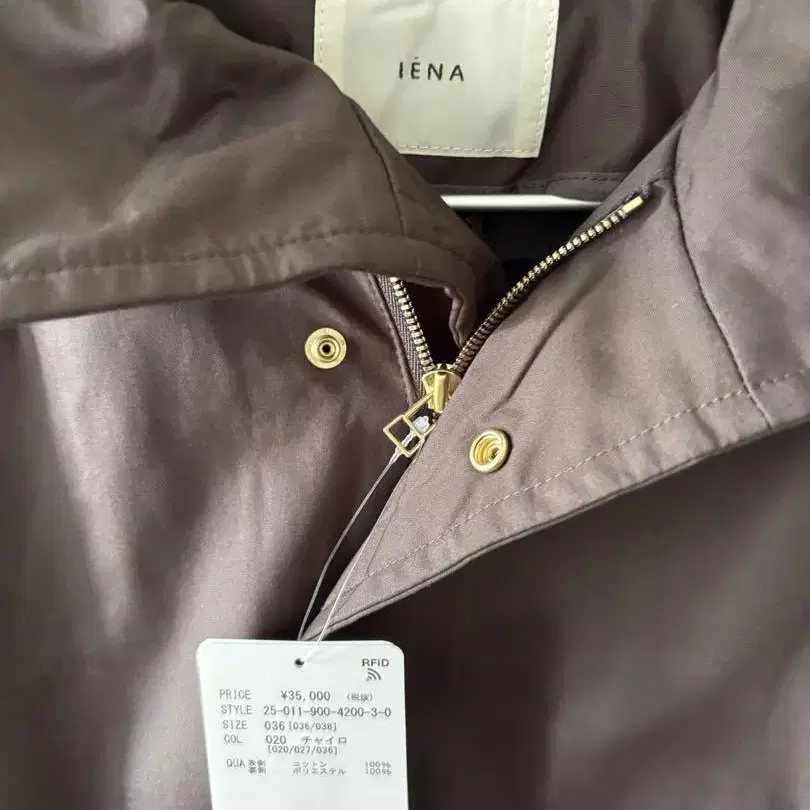 IÉNA
RFID
PRICE ¥35,000 (税抜)
STYLE 25-011-900-4200-3-0
SIZE 036 [036/038]
COL 020 チャイロ
[020/027/036]
QUA 表側 コットン 100%
裏側 ポリエステル 100%